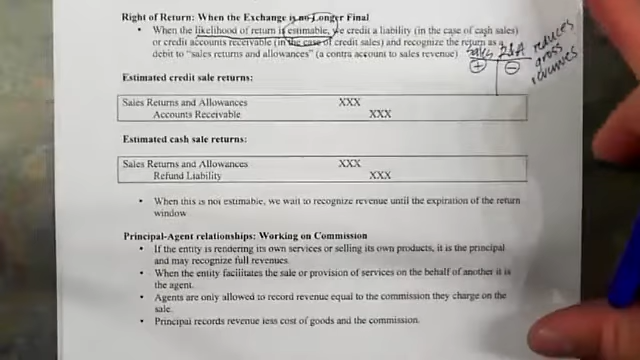 Right of Return: When the Exchange is no Longer Final
• When the likelihood of return is estimable, we credit a liability (in the case of cash sales)
or credit accounts receivable (in the case of credit sales) and recognize the return as a
debit to "sales returns and allowances" (a contra account to sales revenue).
Sales R&A reduces
gross
revenues
+ −
Estimated credit sale returns:
Sales Returns and Allowances XXX
Accounts Receivable XXX
Estimated cash sale returns:
Sales Returns and Allowances XXX
Refund Liability XXX
• When this is not estimable, we wait to recognize revenue until the expiration of the return
window
Principal-Agent relationships: Working on Commission
• If the entity is rendering its own services or selling its own products, it is the principal
and may recognize full revenues.
• When the entity facilitates the sale or provision of services on the behalf of another it is
the agent.
• Agents are only allowed to record revenue equal to the commission they charge on the
sale.
• Principal records revenue less cost of goods and the commission.